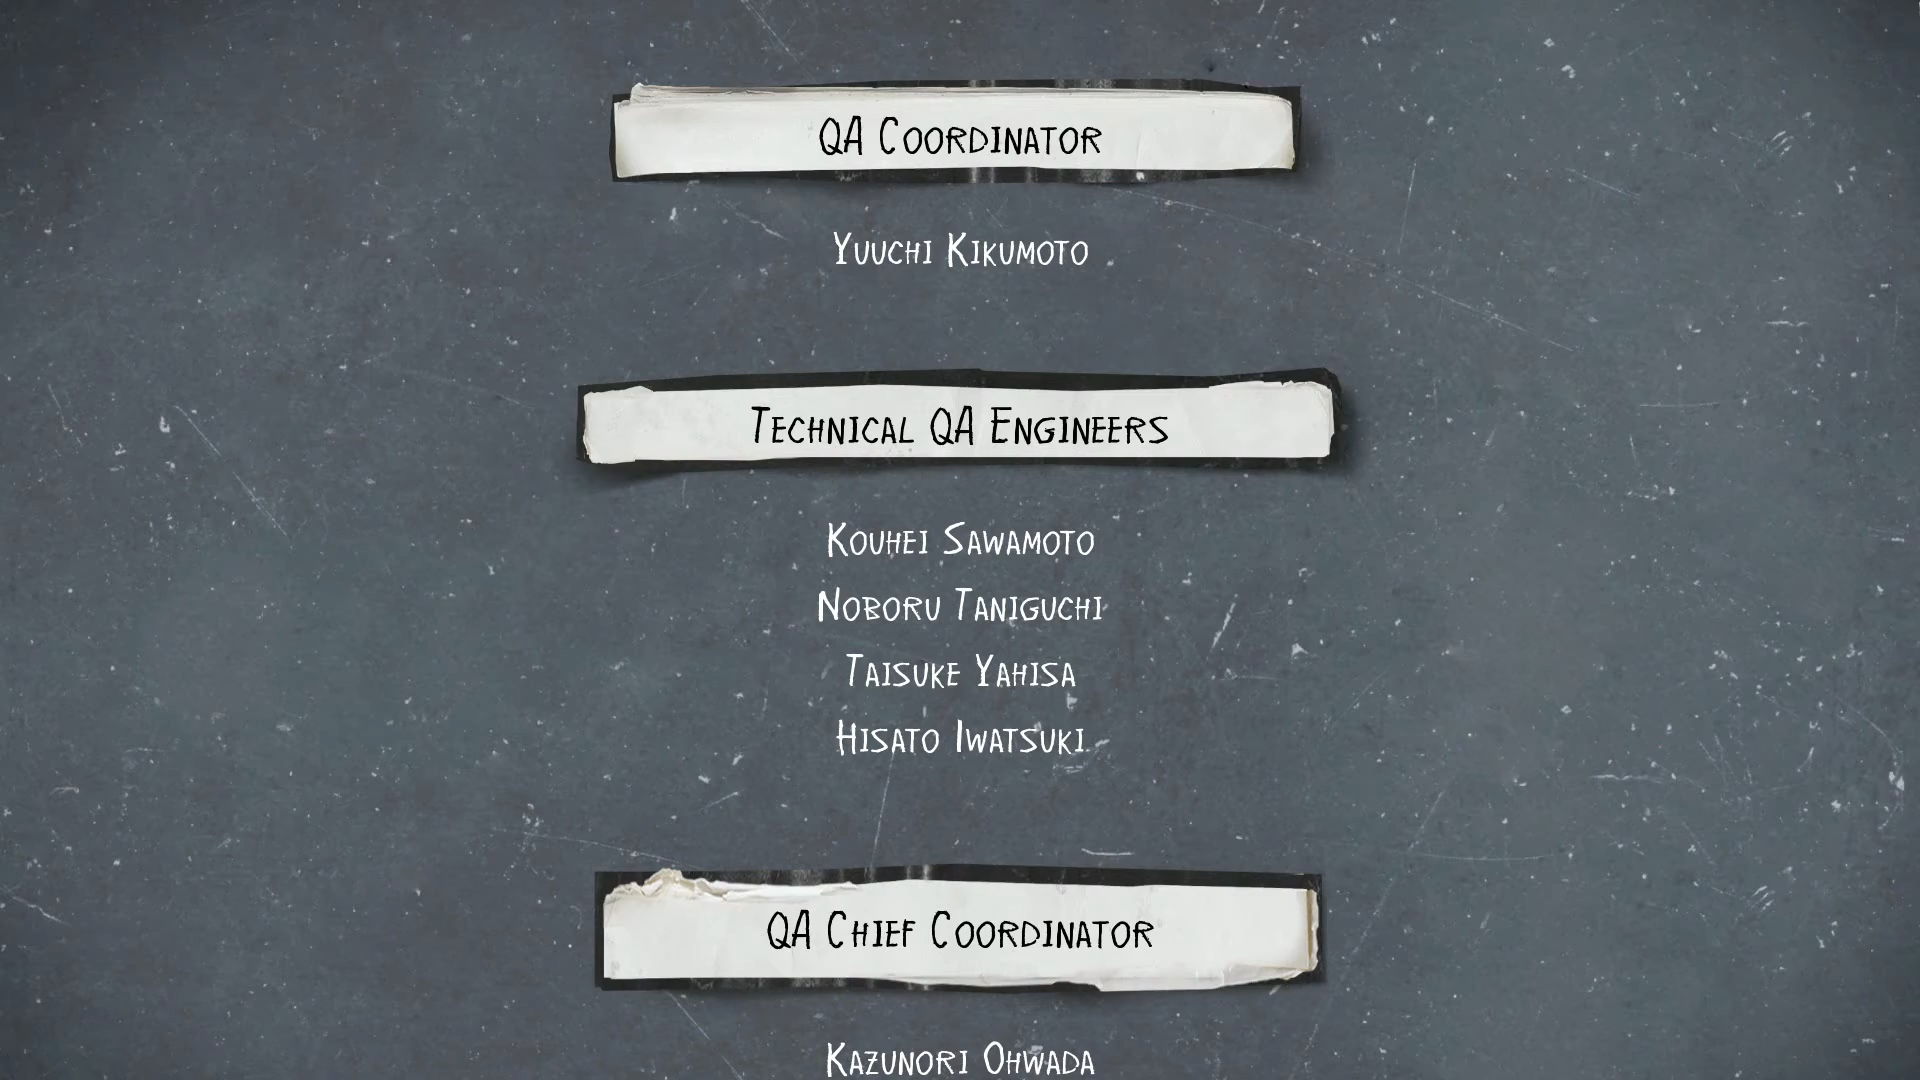 QA Coordinator
Yuuchi Kikumoto
Technical QA Engineers
Kouhei Sawamoto
Noboru Taniguchi
Taisuke Yahisa
Hisato Iwatsuki
QA Chief Coordinator
Kazunori Ohwada